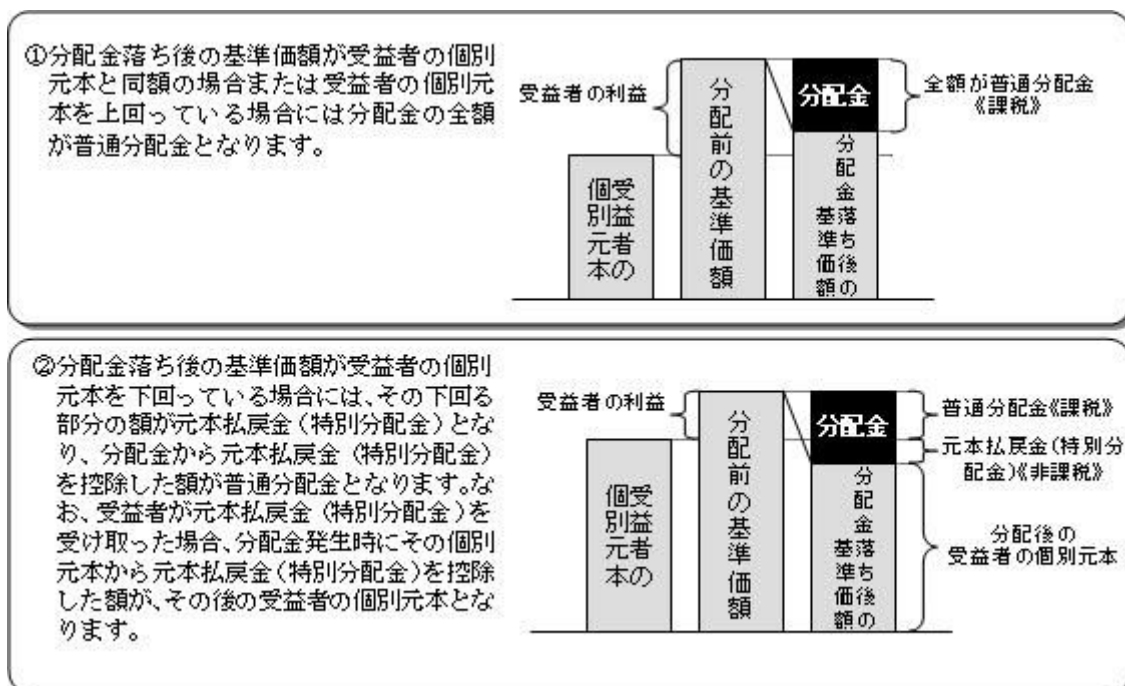 ①分配金落ち後の基準価額が受益者の個別
元本と同額の場合または受益者の個別元
本を上回っている場合には分配金の全額
が普通分配金となります。
受益者の利益
受益者の
個別元本
分配前の基準価額
分配金
分配金
落ち後の
基準価額
全額が普通分配金
《課税》
②分配金落ち後の基準価額が受益者の個別
元本を下回っている場合には、その下回る
部分の額が元本払戻金（特別分配金）とな
り、分配金から元本払戻金（特別分配金）
を控除した額が普通分配金となります。な
お、受益者が元本払戻金（特別分配金）を
受け取った場合、分配金発生時にその個別
元本から元本払戻金（特別分配金）を控除
した額が、その後の受益者の個別元本とな
ります。
受益者の利益
受益者の
個別元本
分配前の基準価額
分配金
分配金
落ち後の
基準価額
普通分配金《課税》
元本払戻金（特別分
配金）《非課税》
分配後の
受益者の個別元本